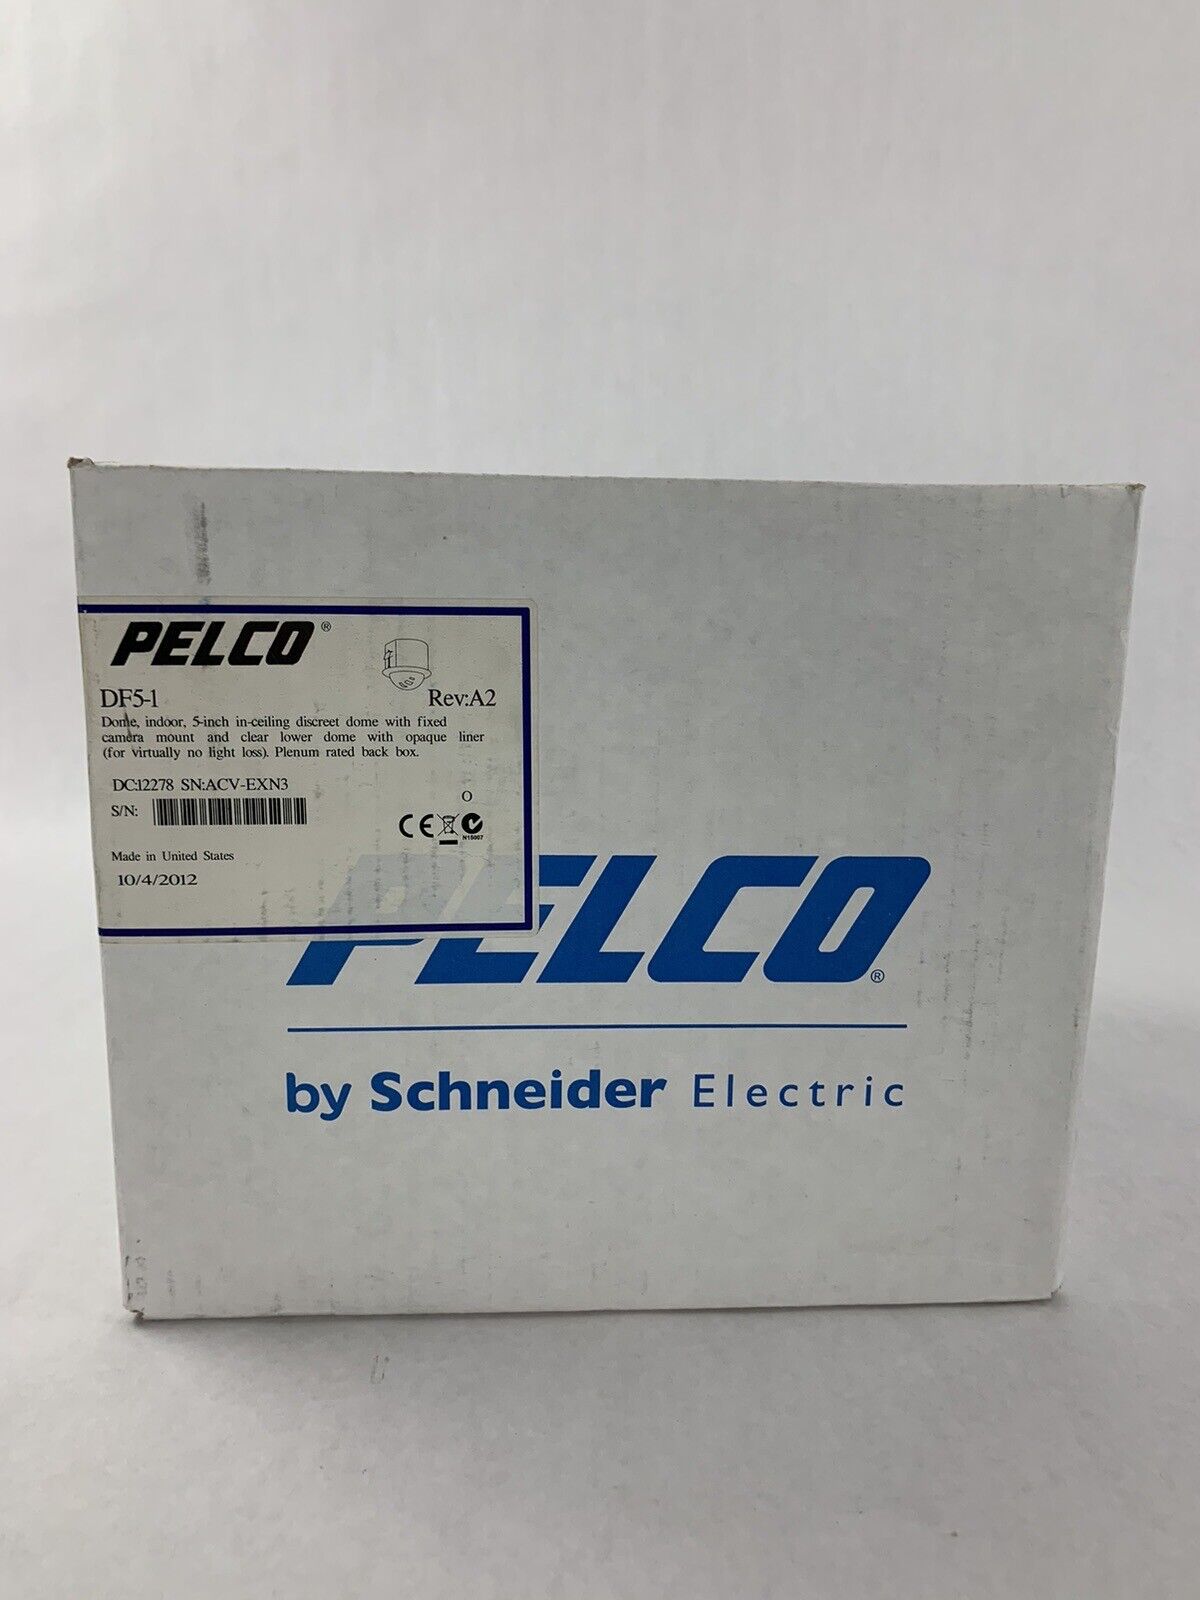 PELCO®
DF5-1 Rev:A2
Dome, indoor, 5-inch in-ceiling discreet dome with fixed
camera mount and clear lower dome with opaque liner
(for virtually no light loss). Plenum rated back box.
DC:12278 SN:ACV-EXN3
S/N:
O
CE
N15007
Made in United States
10/4/2012
PELCO®
by Schneider Electric